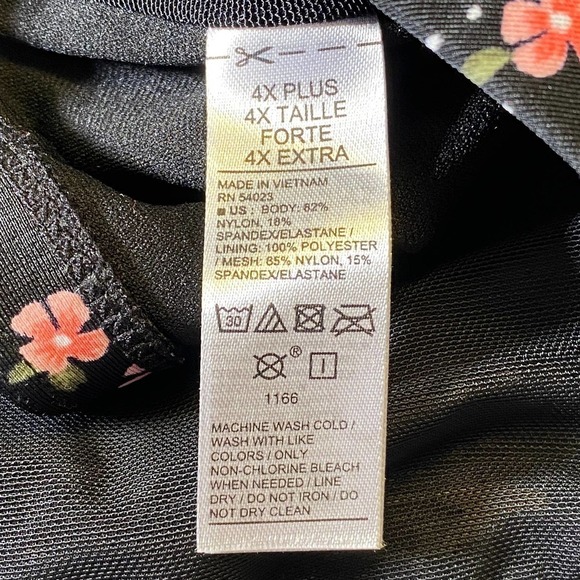 4X PLUS
4X TAILLE
FORTE
4X EXTRA
MADE IN VIETNAM
RN 54023
US : BODY: 82%
NYLON, 18%
SPANDEX/ELASTANE /
LINING: 100% POLYESTER
/ MESH: 85% NYLON, 15%
SPANDEX/ELASTANE
30
® I
1166
MACHINE WASH COLD /
WASH WITH LIKE
COLORS / ONLY
NON-CHLORINE BLEACH
WHEN NEEDED / LINE
DRY / DO NOT IRON / DO
NOT DRY CLEAN